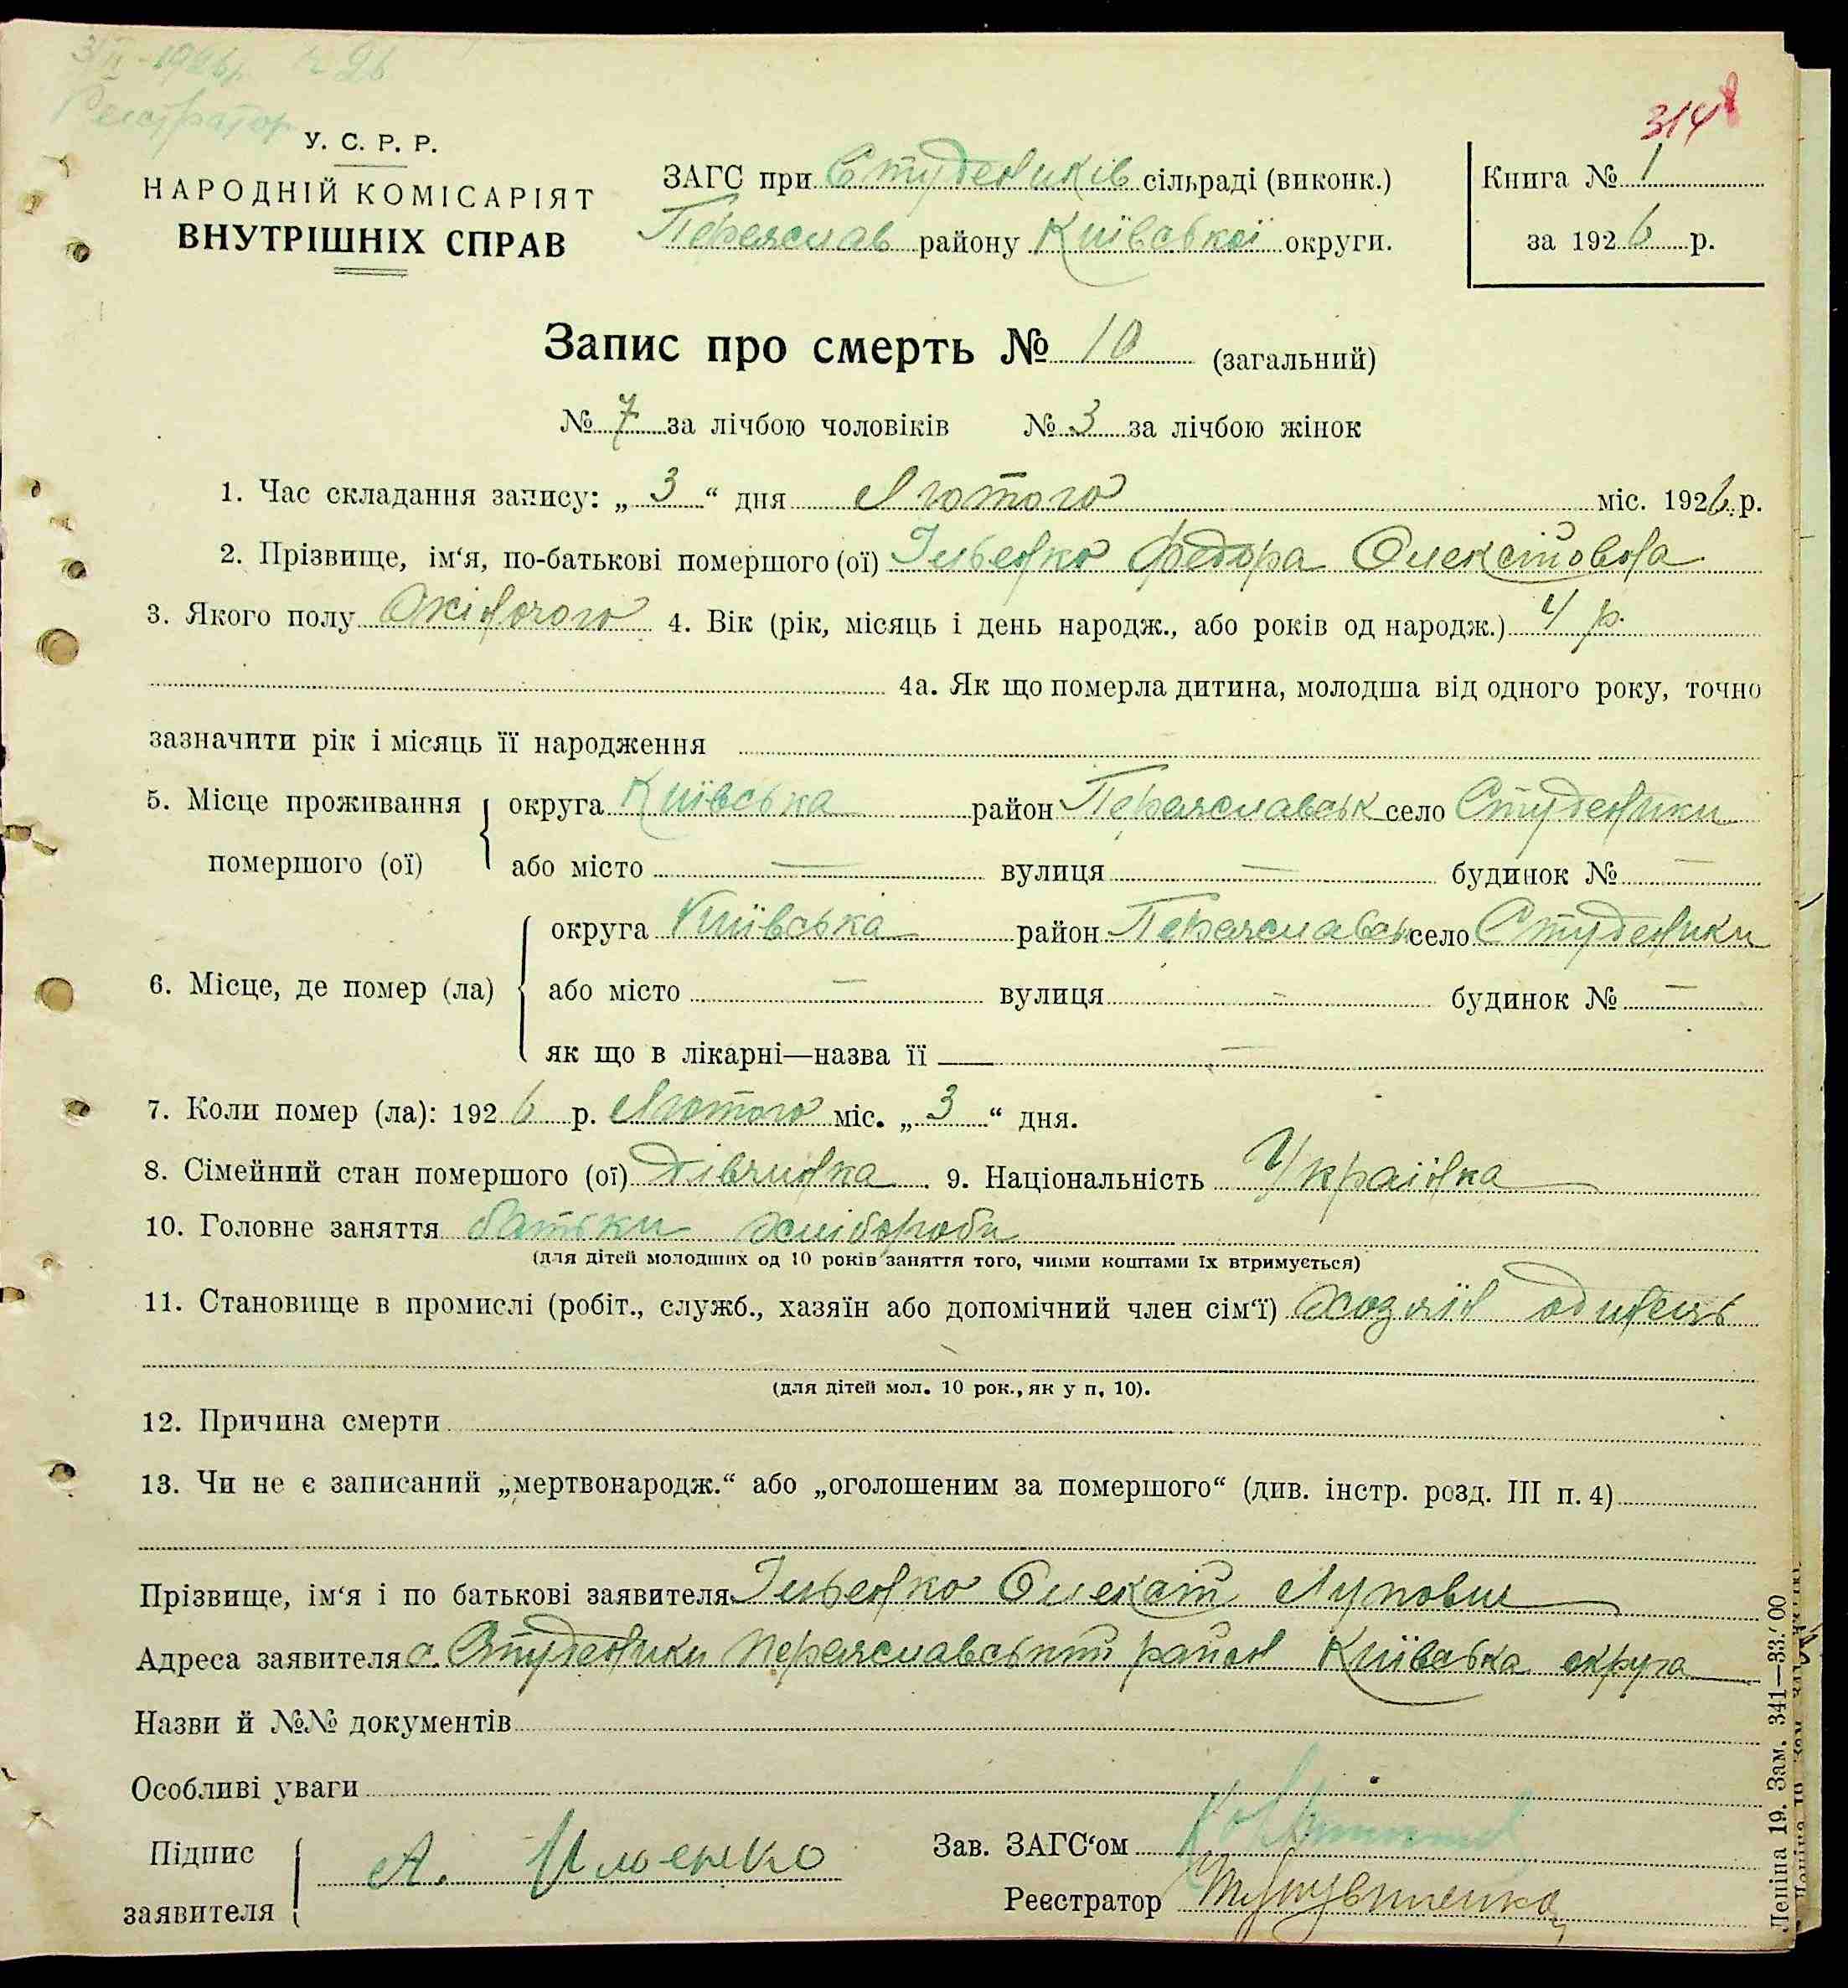 3/II-1926р. № 26
Реєстратор
314
У. С. Р. Р.
НАРОДНІЙ КОМІСАРІЯТ
ВНУТРІШНІХ СПРАВ
ЗАГС при Студеників сільраді (виконк.)
Переяслав району Київської округи.
Книга № 1
за 1926 р.
Запис про смерть № 10 (загальний)
№ 7 за лічбою чоловіків № 3 за лічбою жінок
1. Час складання запису: „ 3 “ дня Лютого міс. 1926 р.
2. Прізвище, ім‘я, по-батькові помершого (ої) Ільєнко Федора Олексіївна
3. Якого полу Жіночого 4. Вік (рік, місяць і день народж., або років од народж.) 4 р.
4а. Як що померла дитина, молодша від одного року, точно
зазначити рік і місяць її народження
5. Місце проживання помершого (ої) округа Київська район Переяславськ село Студеники
або місто — вулиця — будинок № —
6. Місце, де помер (ла) округа Київська район Переяславськ село Студеники
або місто — вулиця — будинок № —
як що в лікарні—назва її —
7. Коли помер (ла): 1926 р. Лютого міс. „ 3 “ дня.
8. Сімейний стан помершого (ої) дівчинка 9. Національність Українка
10. Головне заняття батьки хлібороби
(для дітей молодших од 10 років заняття того, чиїми коштами їх втримується)
11. Становище в промислі (робіт., служб., хазяїн або допомічний член сім‘ї) хозяїн одинець
(для дітей мол. 10 рок., як у п. 10).
12. Причина смерти
13. Чи не є записаний „мертвонародж.“ або „оголошеним за помершого“ (див. інстр. розд. III п. 4)
Прізвище, ім‘я і по батькові заявителя Ільєнко Олексій Лупович
Адреса заявителя с. Студеники Переяславський район Київська округа
Назви й №№ документів
Особливі уваги
Підпис заявителя А. Ильенко
Зав. ЗАГС‘ом
Реєстратор
Леніна 19. Зам. 341—33.000